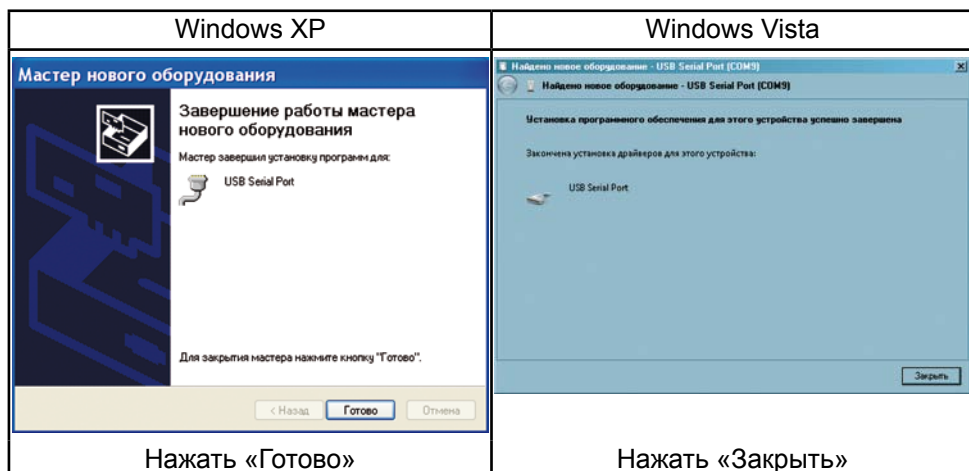 Windows XP
Windows Vista
Мастер нового оборудования
Завершение работы мастера
нового оборудования
Мастер завершил установку программ для:
USB Serial Port
Для закрытия мастера нажмите кнопку "Готово".
< Назад
Готово
Отмена
Найдено новое оборудование - USB Serial Port (COM9)
Найдено новое оборудование - USB Serial Port (COM9)
Установка программного обеспечения для этого устройства успешно завершена
Закончена установка драйверов для этого устройства:
USB Serial Port
Закрыть
Нажать «Готово»
Нажать «Закрыть»